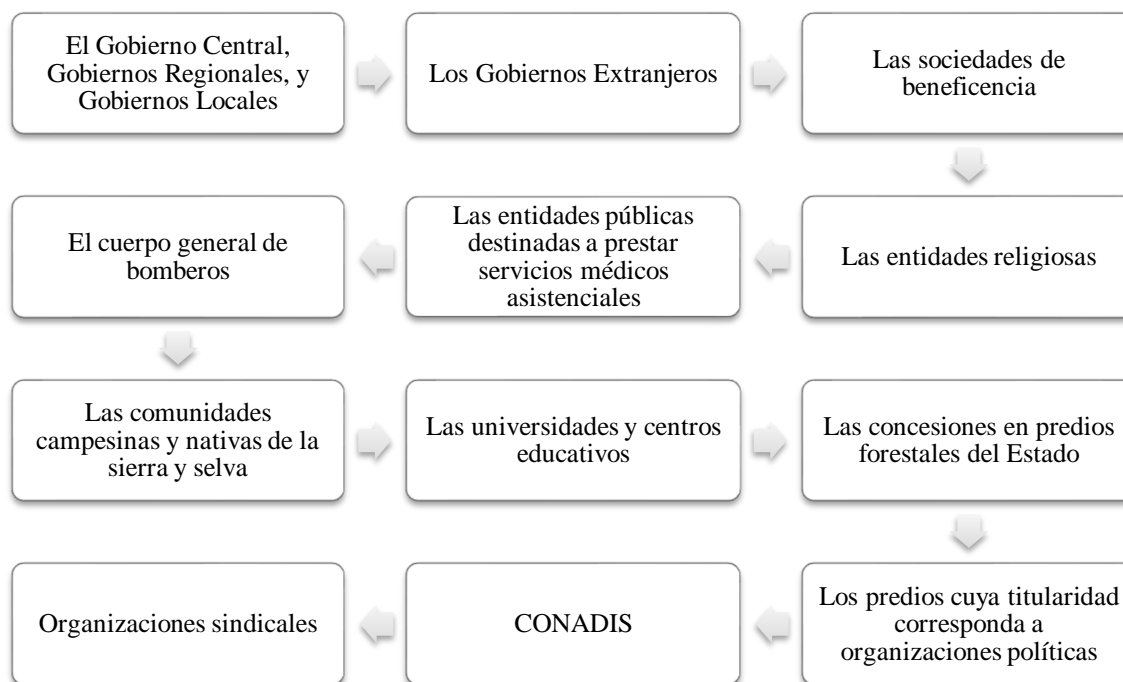 El Gobierno Central,
Gobiernos Regionales, y
Gobiernos Locales
Los Gobiernos Extranjeros
Las sociedades de
beneficencia
Las entidades religiosas
Las entidades públicas
destinadas a prestar
servicios médicos
asistenciales
El cuerpo general de
bomberos
Las comunidades
campesinas y nativas de la
sierra y selva
Las universidades y centros
educativos
Las concesiones en predios
forestales del Estado
Los predios cuya titularidad
corresponda a
organizaciones políticas
CONADIS
Organizaciones sindicales